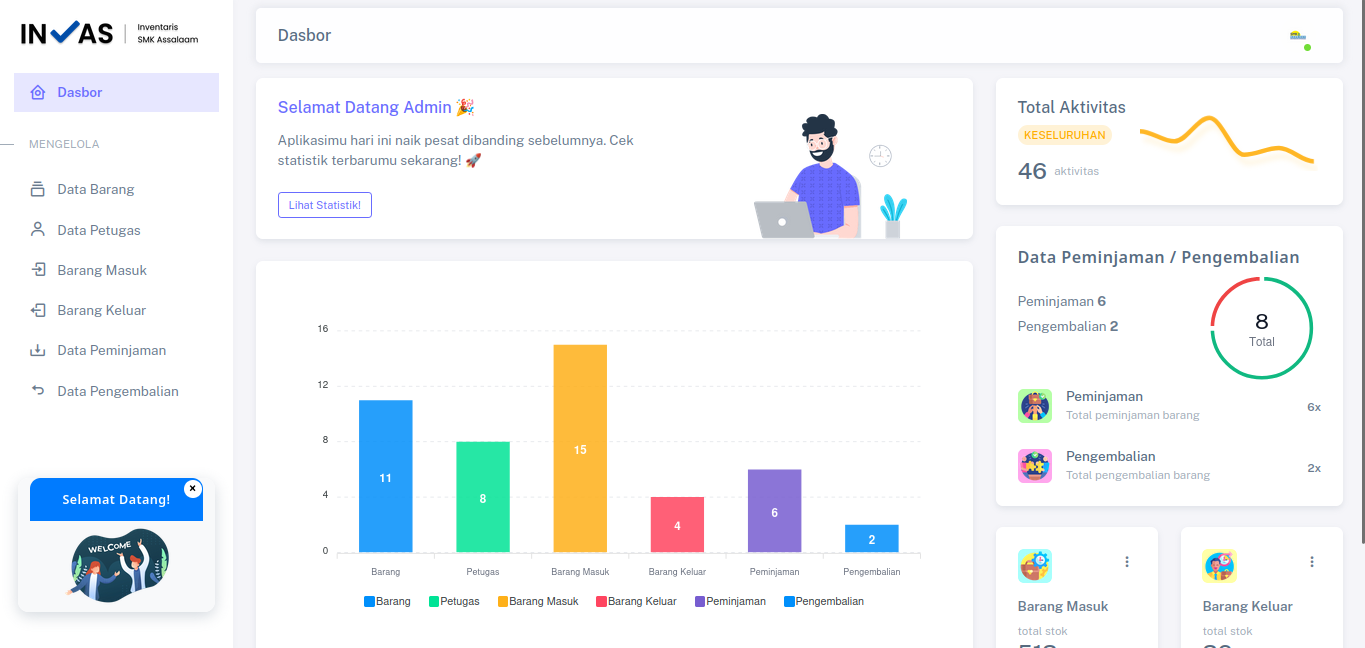 INVAS
Inventaris
SMK Assalaam
Dasbor
MENGELOLA
Data Barang
Data Petugas
Barang Masuk
Barang Keluar
Data Peminjaman
Data Pengembalian
Selamat Datang!
×
WELCOME
Dasbor
Selamat Datang Admin 🎉
Aplikasimu hari ini naik pesat dibanding sebelumnya. Cek
statistik terbarumu sekarang! 🚀
Lihat Statistik!
16
12
8
4
0
11
8
15
4
6
2
Barang
Petugas
Barang Masuk
Barang Keluar
Peminjaman
Pengembalian
Barang
Petugas
Barang Masuk
Barang Keluar
Peminjaman
Pengembalian
Total Aktivitas
KESELURUHAN
46 aktivitas
Data Peminjaman / Pengembalian
Peminjaman 6
Pengembalian 2
8
Total
Peminjaman
Total peminjaman barang
6x
Pengembalian
Total pengembalian barang
2x
Barang Masuk
total stok
Barang Keluar
total stok